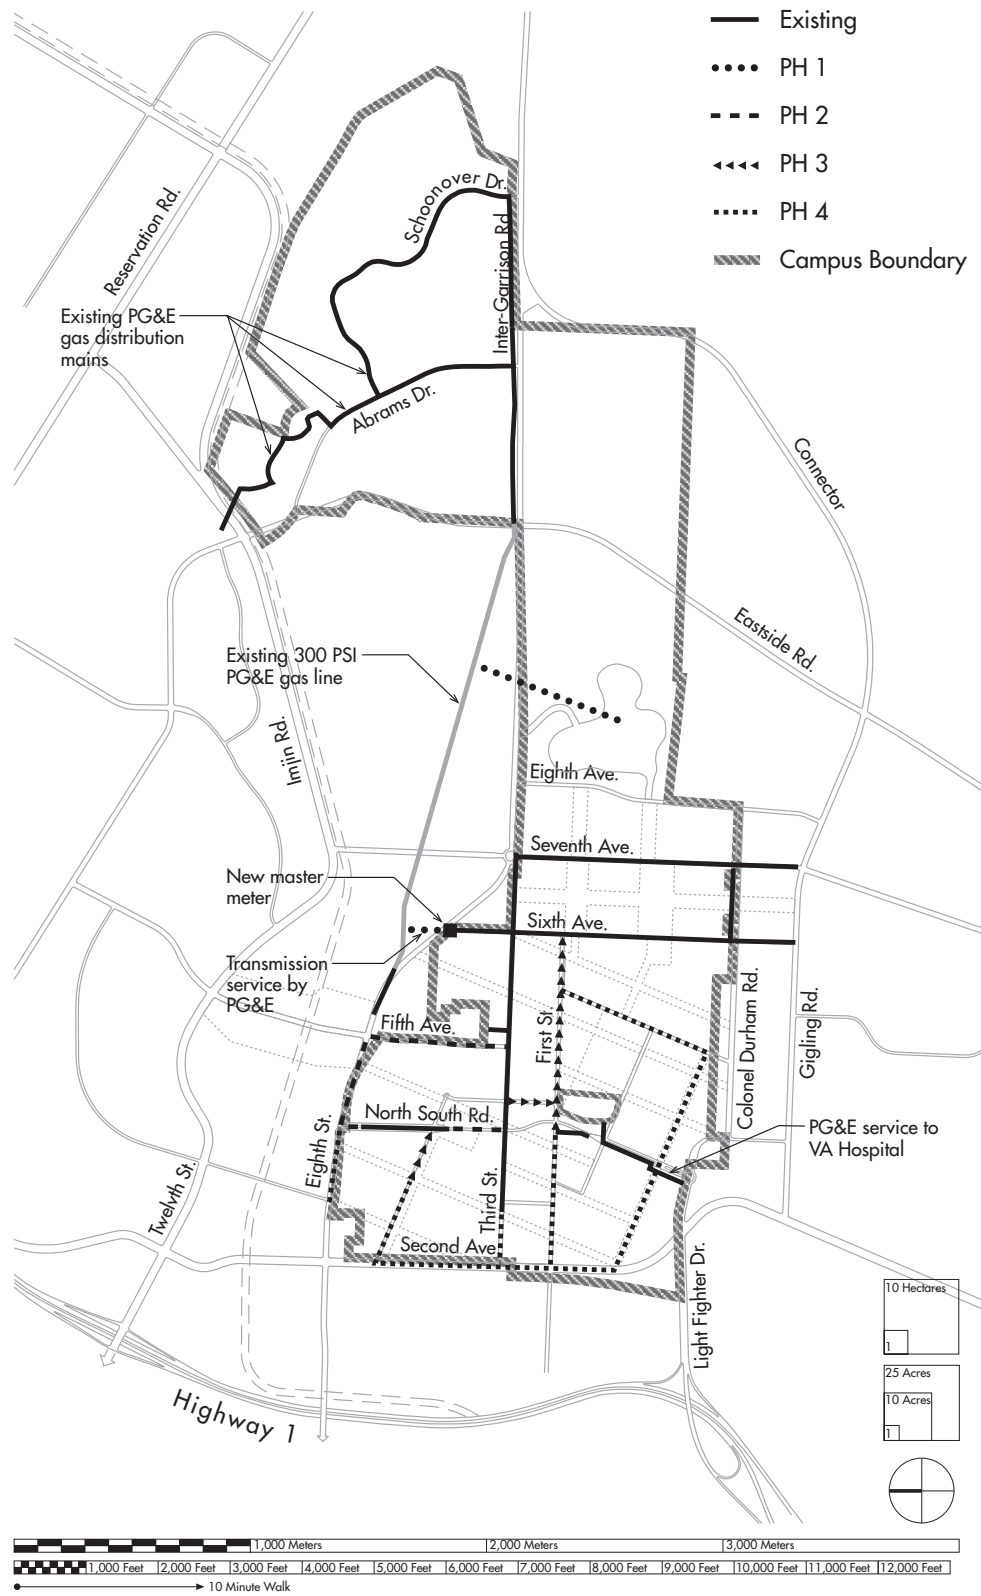 Existing
PH 1
PH 2
PH 3
PH 4
Campus Boundary
Schoonover Dr.
Reservation Rd.
Inter-Garrison Rd
Existing PG&E
gas distribution
mains
Abrams Dr.
Connector
Eastside Rd.
Existing 300 PSI
PG&E gas line
Imjin Rd.
Eighth Ave.
Seventh Ave.
New master
meter
Sixth Ave.
Transmission
service by
PG&E
Fifth Ave.
First St.
Colonel Durham Rd.
Gigling Rd.
North South Rd.
PG&E service to
VA Hospital
Eighth St.
Twelvth St.
Third St.
Second Ave
Light Fighter Dr.
Highway 1
10 Hectares
1
25 Acres
10 Acres
1
1,000 Meters 2,000 Meters 3,000 Meters
1,000 Feet 2,000 Feet 3,000 Feet 4,000 Feet 5,000 Feet 6,000 Feet 7,000 Feet 8,000 Feet 9,000 Feet 10,000 Feet 11,000 Feet 12,000 Feet
10 Minute Walk